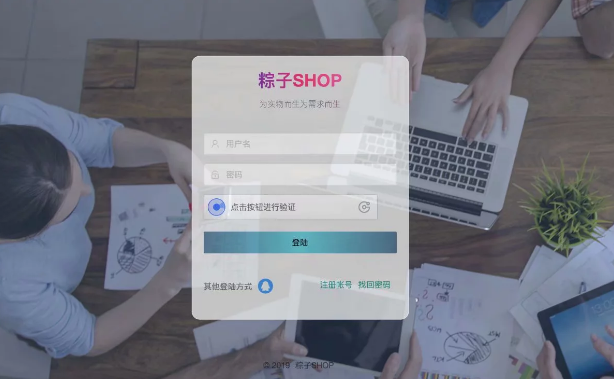 粽子SHOP
为实现而生为需求而生
用户名
密码
点击按钮进行验证
登陆
其他登陆方式
注册帐号 找回密码
© 2019 粽子SHOP